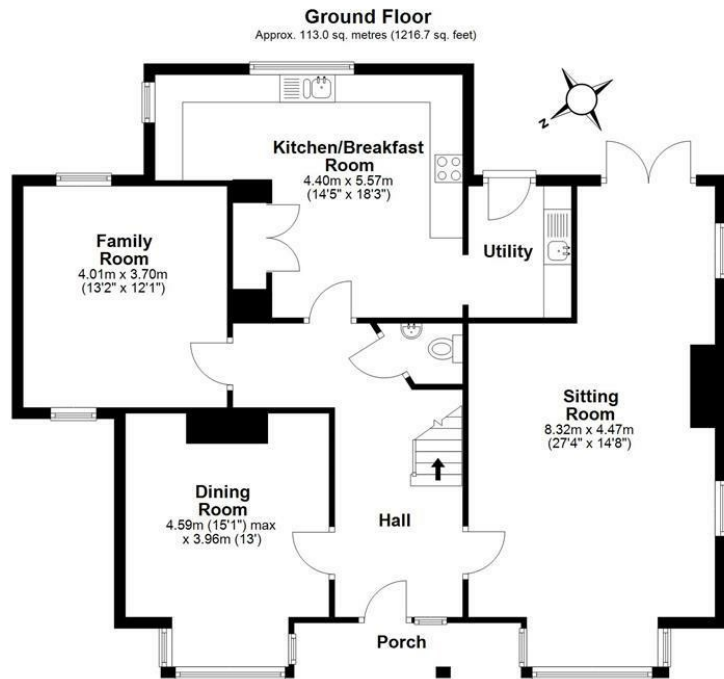 Ground Floor
Approx. 113.0 sq. metres (1216.7 sq. feet)
Kitchen/Breakfast
Room
4.40m x 5.57m
(14'5" x 18'3")
N
Family
Room
4.01m x 3.70m
(13'2" x 12'1")
Utility
Sitting
Room
8.32m x 4.47m
(27'4" x 14'8")
Dining
Room
4.59m (15'1") max
x 3.96m (13')
Hall
Porch